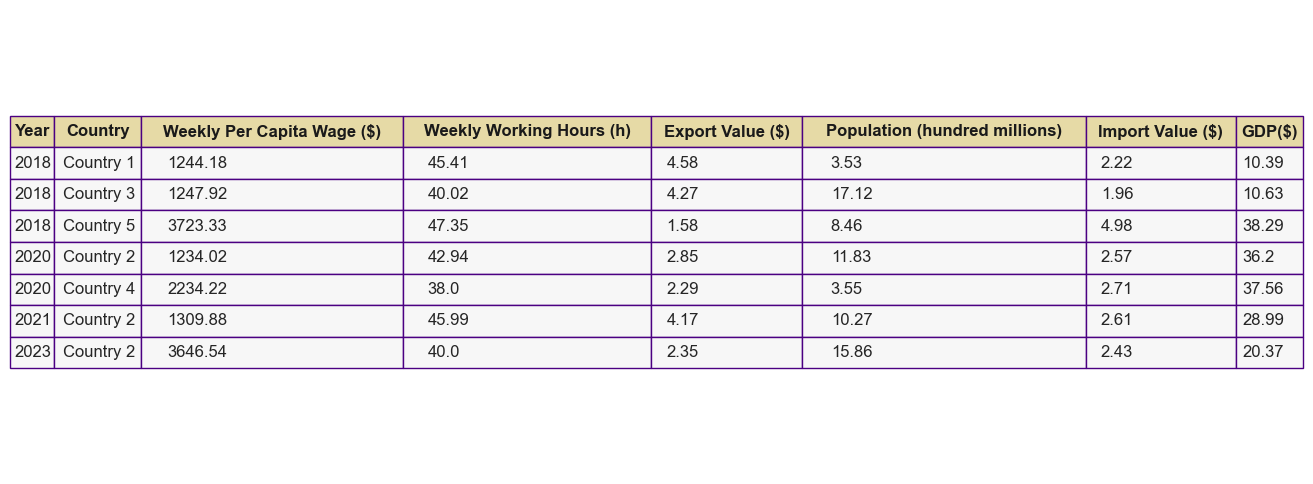 Year Country Weekly Per Capita Wage ($) Weekly Working Hours (h) Export Value ($) Population (hundred millions) Import Value ($) GDP($)
2018 Country 1 1244.18 45.41 4.58 3.53 2.22 10.39
2018 Country 3 1247.92 40.02 4.27 17.12 1.96 10.63
2018 Country 5 3723.33 47.35 1.58 8.46 4.98 38.29
2020 Country 2 1234.02 42.94 2.85 11.83 2.57 36.2
2020 Country 4 2234.22 38.0 2.29 3.55 2.71 37.56
2021 Country 2 1309.88 45.99 4.17 10.27 2.61 28.99
2023 Country 2 3646.54 40.0 2.35 15.86 2.43 20.37